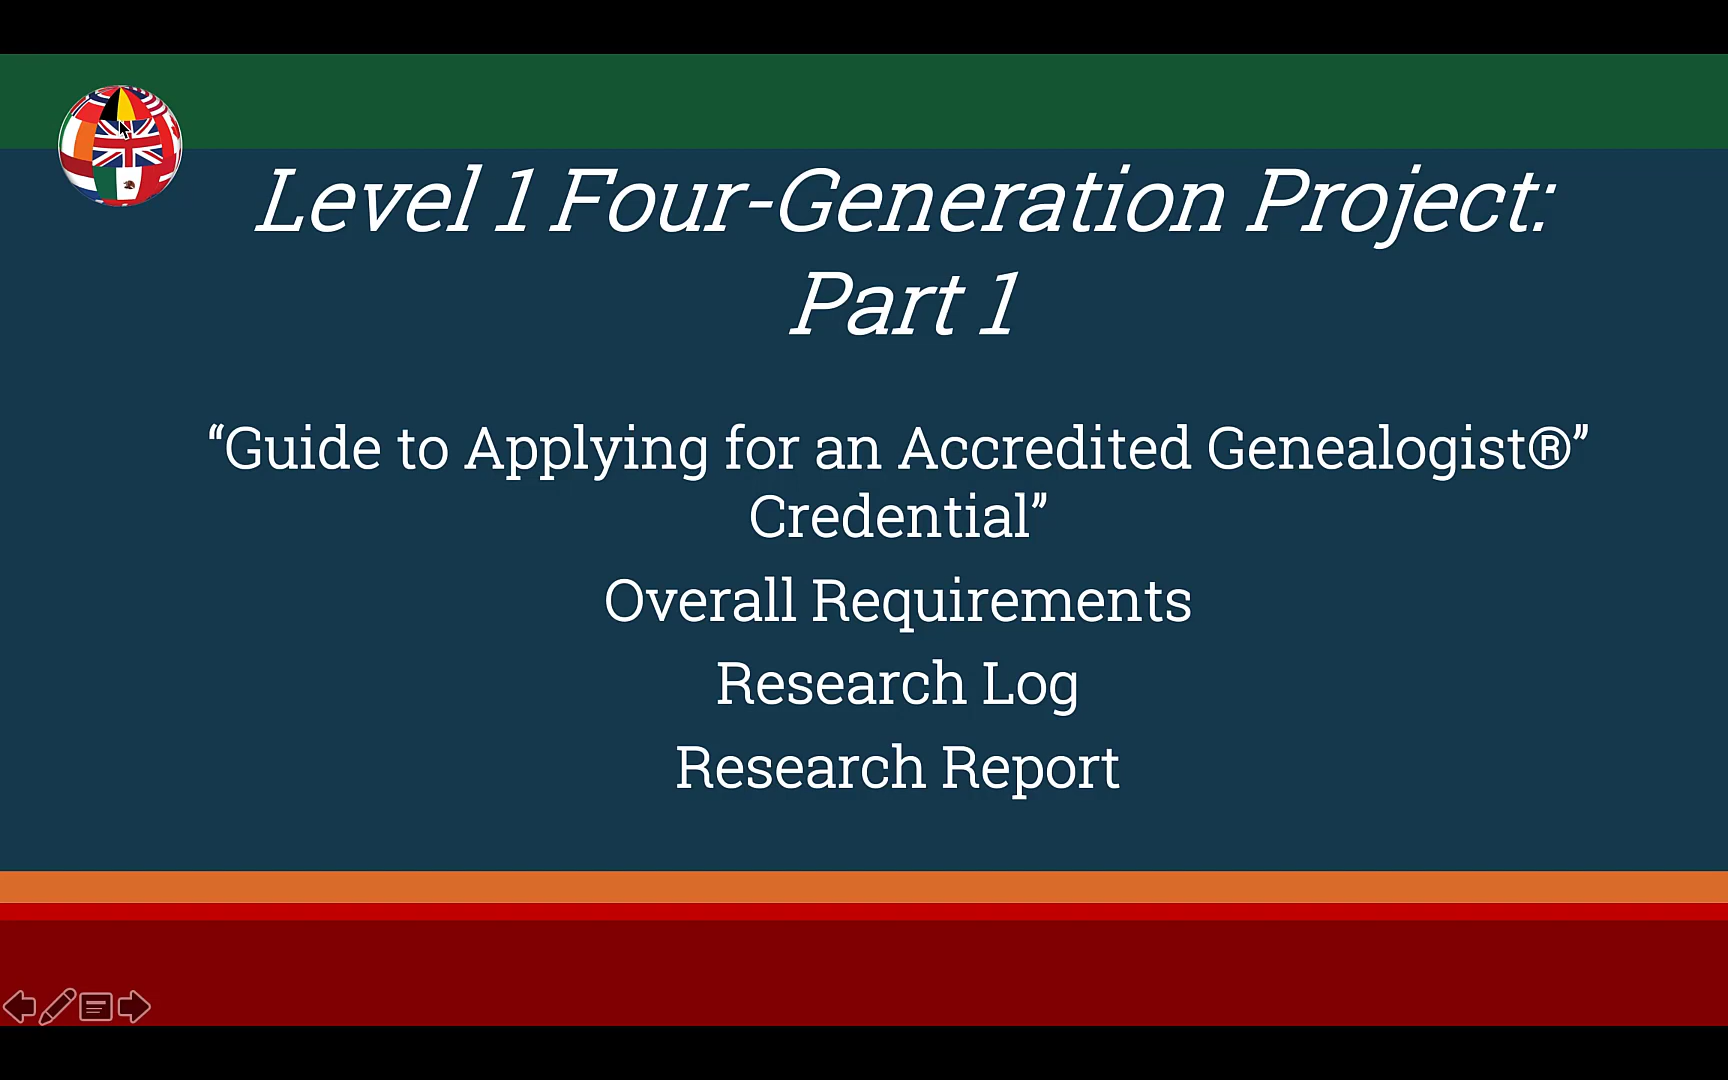 Level 1 Four-Generation Project:
Part 1
“Guide to Applying for an Accredited Genealogist®”
Credential”
Overall Requirements
Research Log
Research Report